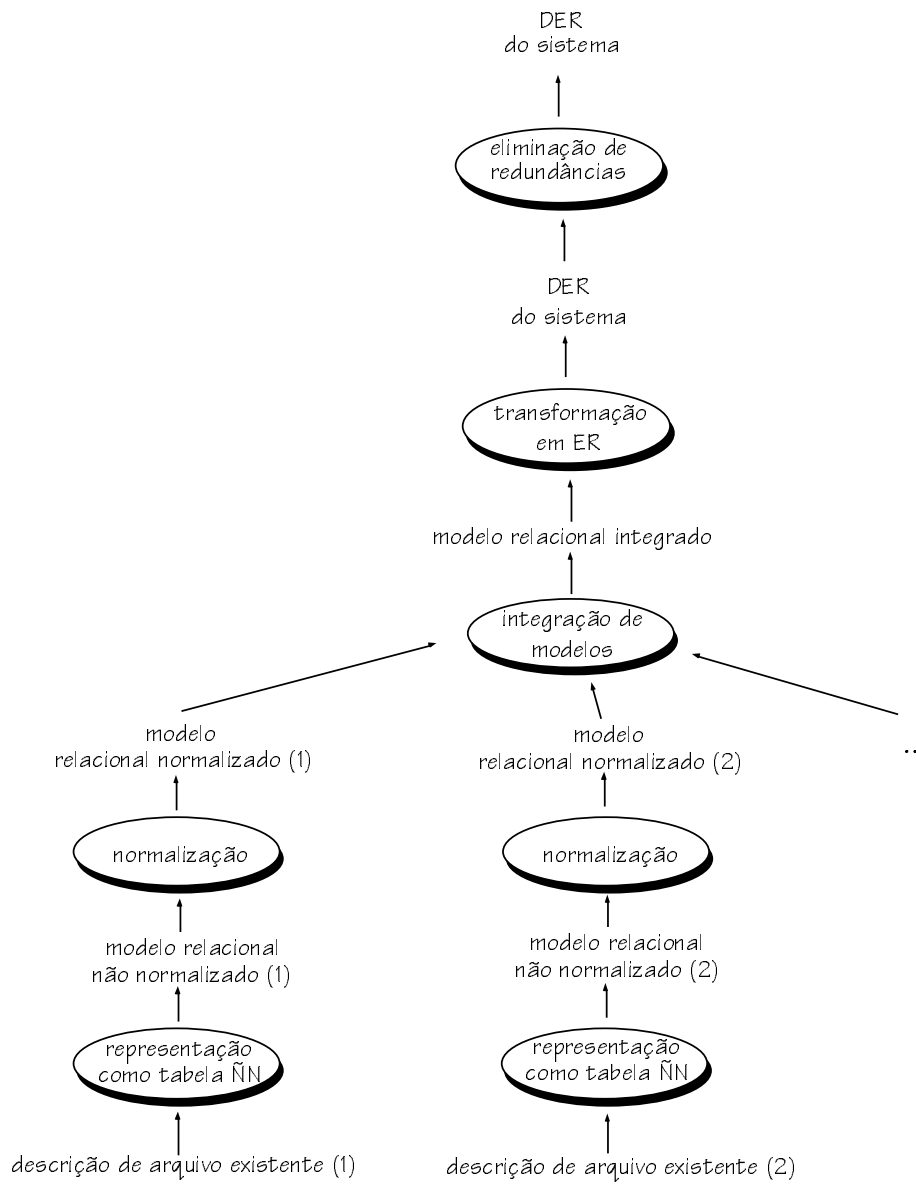 DER
do sistema
eliminação de
redundâncias
DER
do sistema
transformação
em ER
modelo relacional integrado
integração de
modelos
modelo
relacional normalizado (1)
modelo
relacional normalizado (2)
..
normalização
normalização
modelo relacional
não normalizado (1)
modelo relacional
não normalizado (2)
representação
como tabela ÑN
representação
como tabela ÑN
descrição de arquivo existente (1)
descrição de arquivo existente (2)